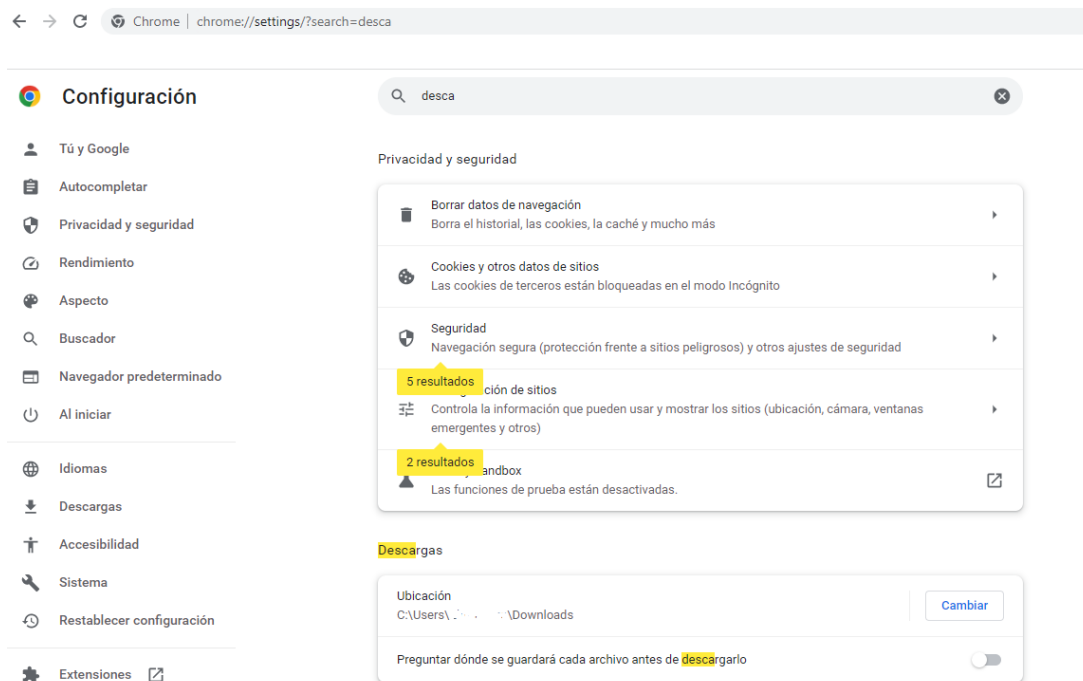 Chrome | chrome://settings/?search=desca
Configuración
desca
Tú y Google
Autocompletar
Privacidad y seguridad
Rendimiento
Aspecto
Buscador
Navegador predeterminado
Al iniciar
Idiomas
Descargas
Accesibilidad
Sistema
Restablecer configuración
Extensiones
Privacidad y seguridad
Borrar datos de navegación
Borra el historial, las cookies, la caché y mucho más
Cookies y otros datos de sitios
Las cookies de terceros están bloqueadas en el modo Incógnito
Seguridad
Navegación segura (protección frente a sitios peligrosos) y otros ajustes de seguridad
5 resultados
ción de sitios
Controla la información que pueden usar y mostrar los sitios (ubicación, cámara, ventanas
emergentes y otros)
2 resultados
andbox
Las funciones de prueba están desactivadas.
Descargas
Ubicación
C:\Users\ \Downloads
Cambiar
Preguntar dónde se guardará cada archivo antes de descargarlo